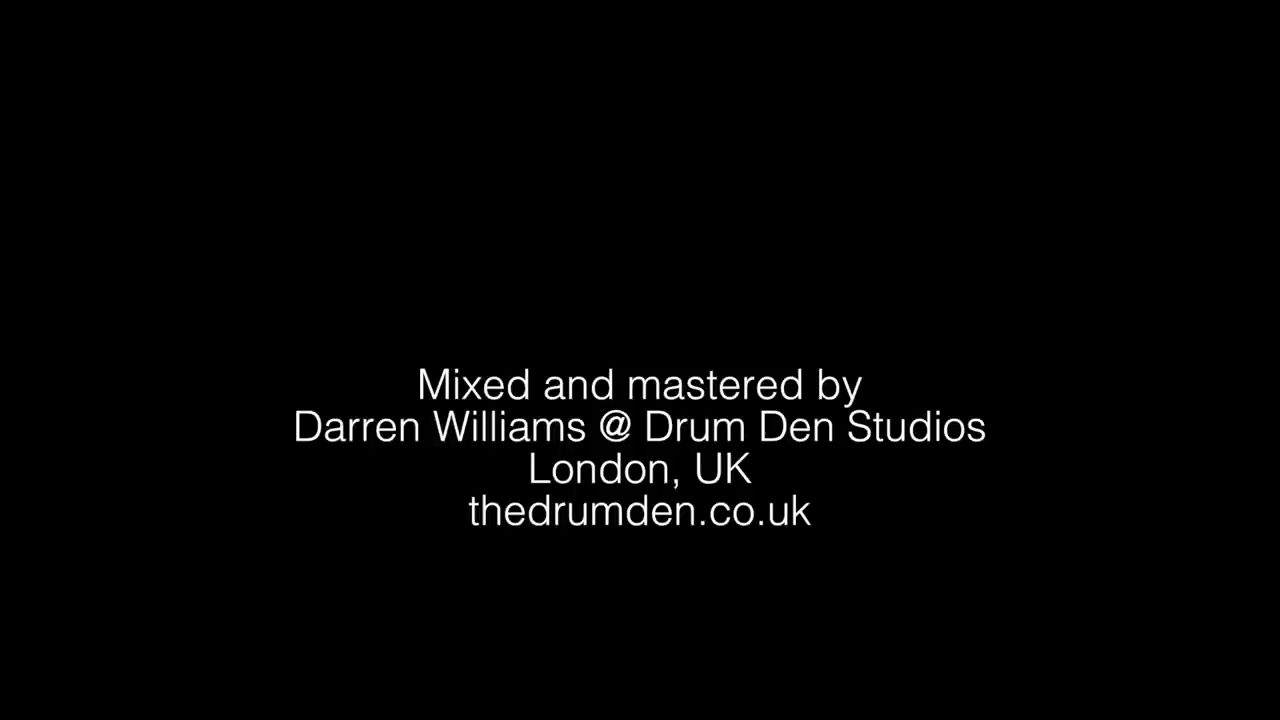 Mixed and mastered by
Darren Williams @ Drum Den Studios
London, UK
thedrumden.co.uk